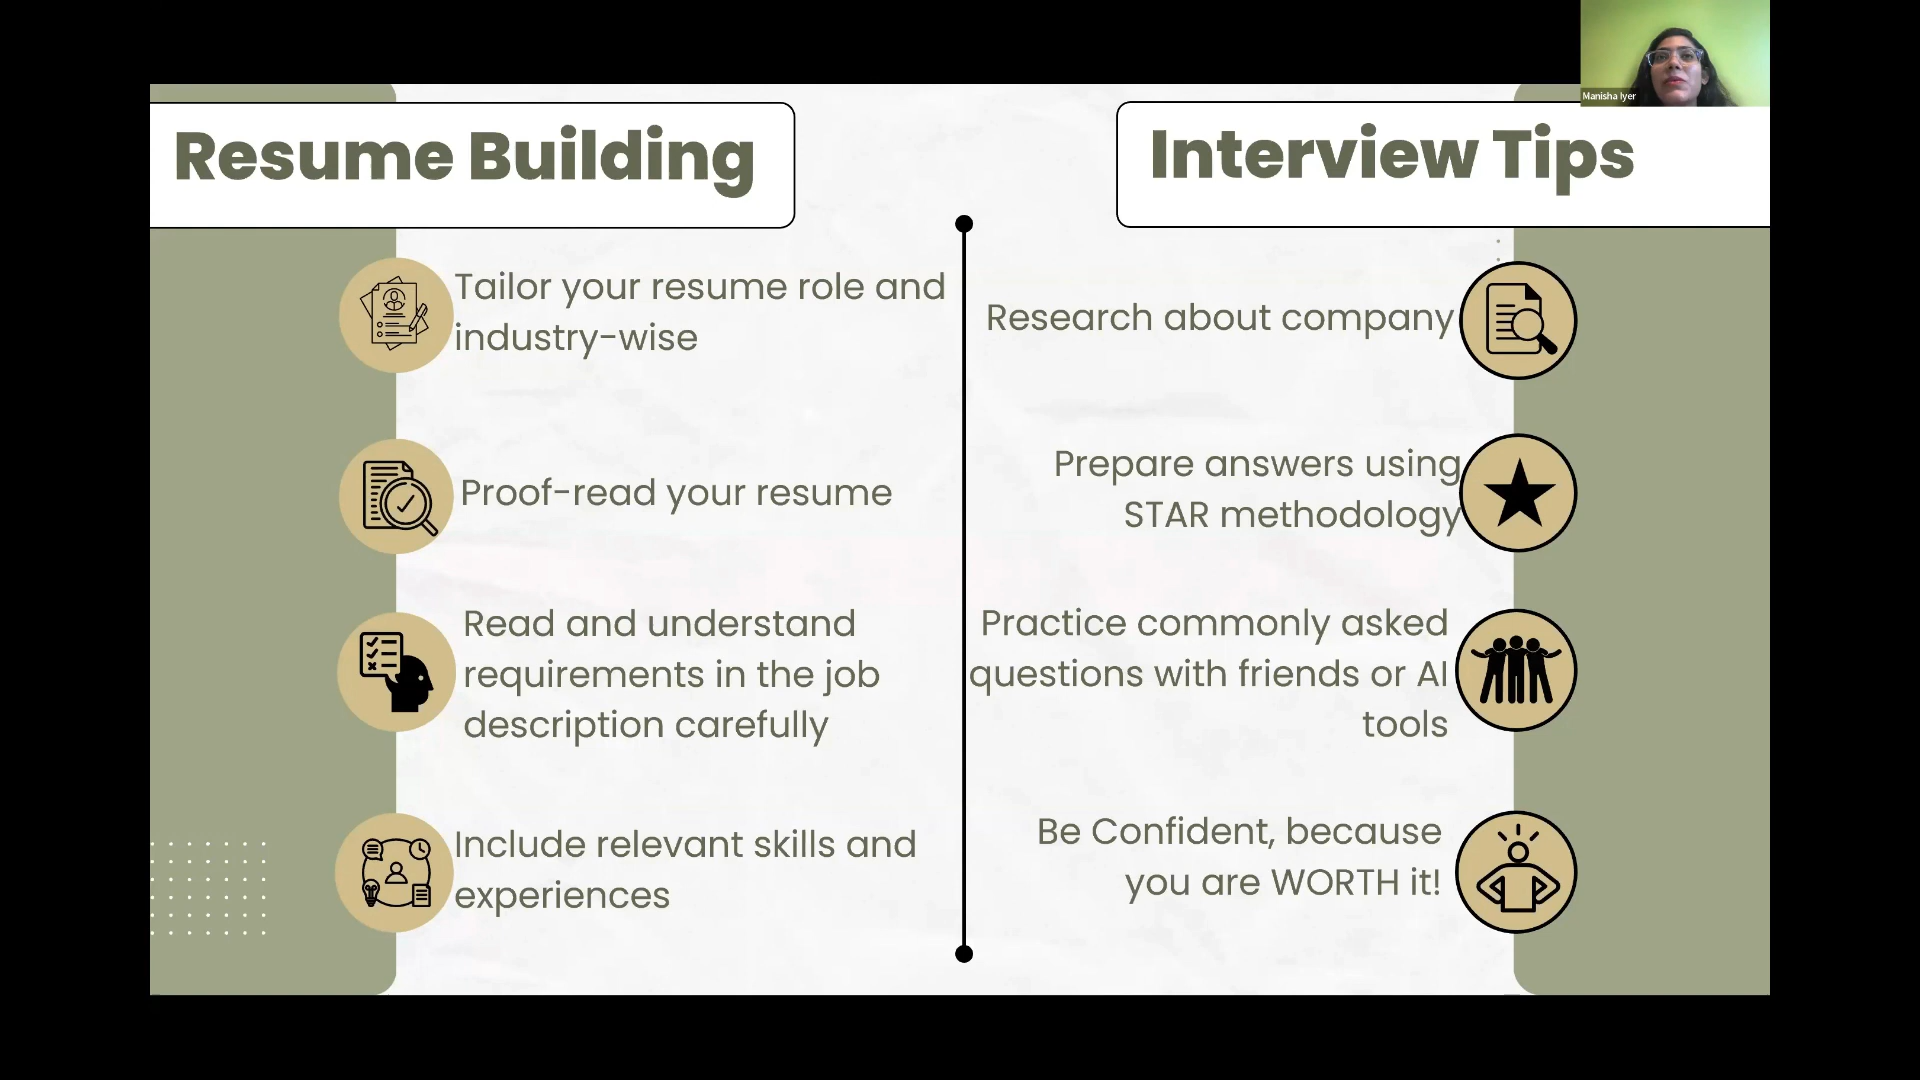 Manisha Iyer
Resume Building
Tailor your resume role and
industry-wise
Proof-read your resume
Read and understand
requirements in the job
description carefully
Include relevant skills and
experiences
Interview Tips
Research about company
Prepare answers using
STAR methodology
Practice commonly asked
questions with friends or AI
tools
Be Confident, because
you are WORTH it!